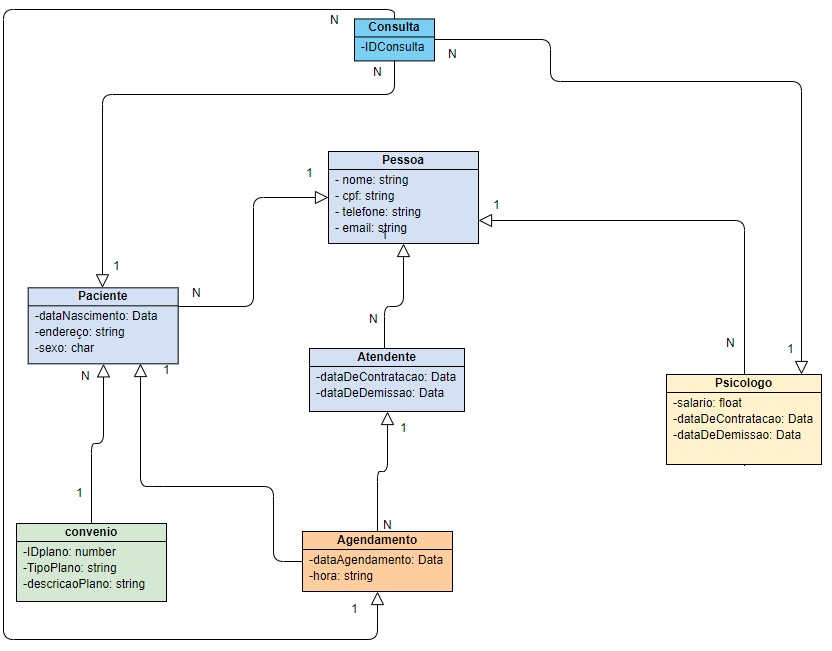 N
Consulta
-IDConsulta
N
N
Pessoa
- nome: string
- cpf: string
- telefone: string
- email: string
1
1
1
1
Paciente
-dataNascimento: Data
-endereço: string
-sexo: char
N
N
Atendente
-dataDeContratacao: Data
-dataDeDemissao: Data
N
1
Psicologo
-salario: float
-dataDeContratacao: Data
-dataDeDemissao: Data
N
1
1
1
convenio
-IDplano: number
-TipoPlano: string
-descricaoPlano: string
N
Agendamento
-dataAgendamento: Data
-hora: string
1